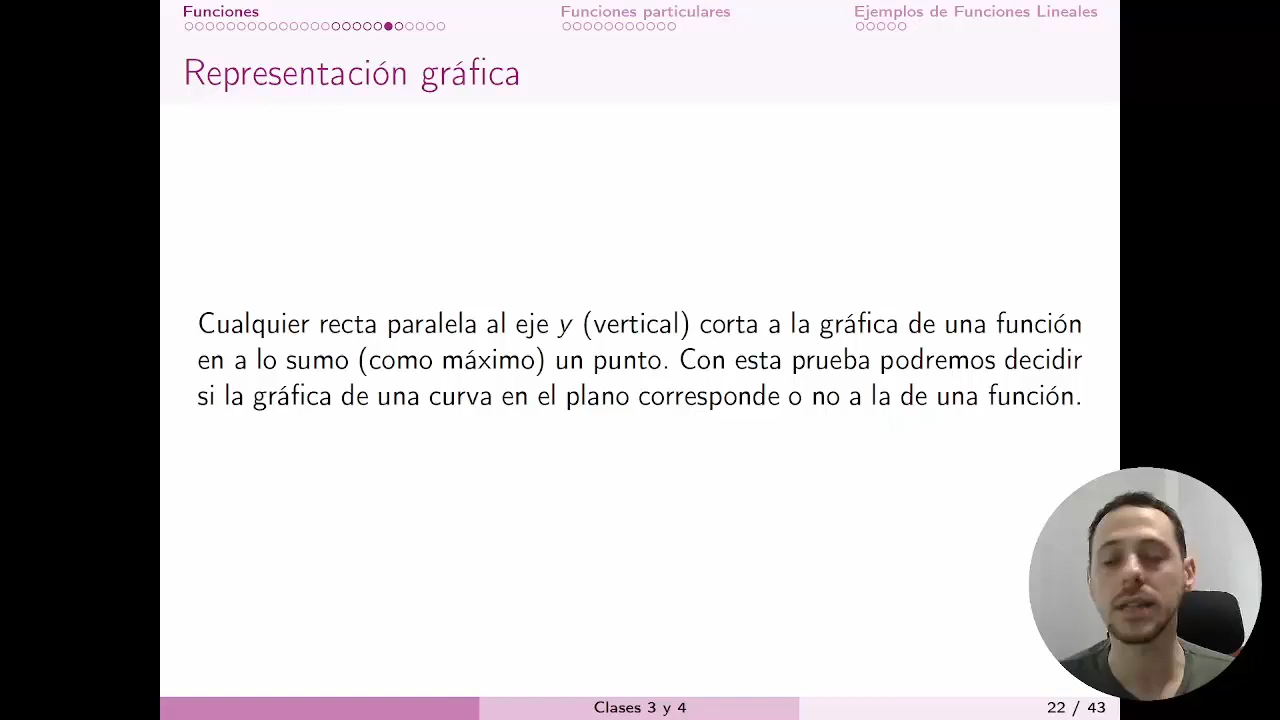 Funciones
Funciones particulares
Ejemplos de Funciones Lineales
Representación gráfica
Cualquier recta paralela al eje y (vertical) corta a la gráfica de una función
en a lo sumo (como máximo) un punto. Con esta prueba podremos decidir
si la gráfica de una curva en el plano corresponde o no a la de una función.
Clases 3 y 4
22 / 43